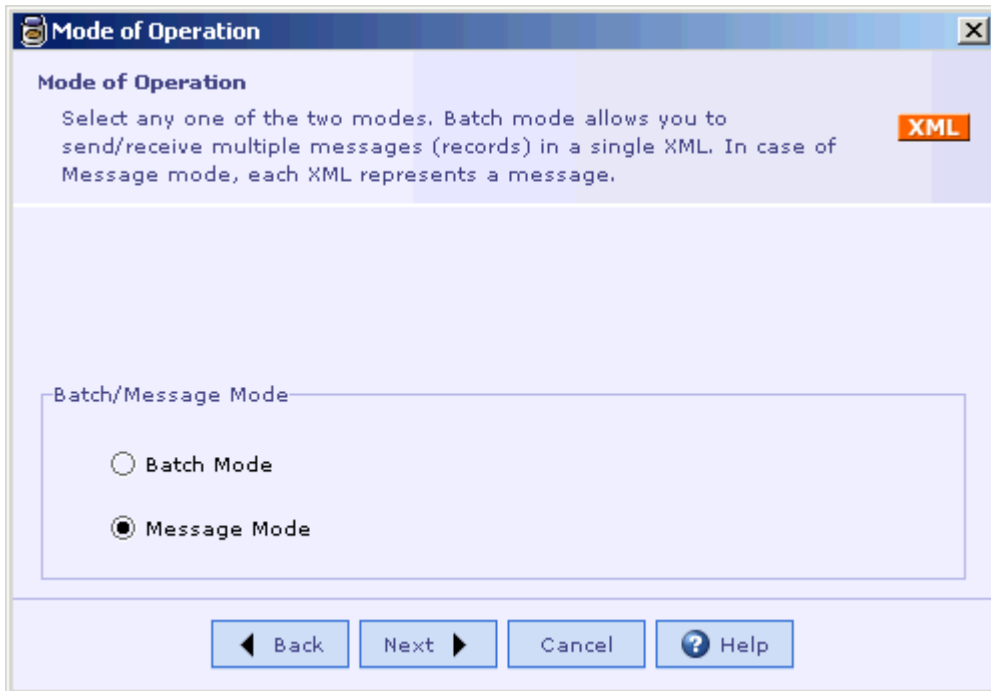 Mode of Operation
Mode of Operation
Select any one of the two modes. Batch mode allows you to
send/receive multiple messages (records) in a single XML. In case of
Message mode, each XML represents a message.
XML
Batch/Message Mode
Batch Mode
Message Mode
Back Next Cancel ? Help